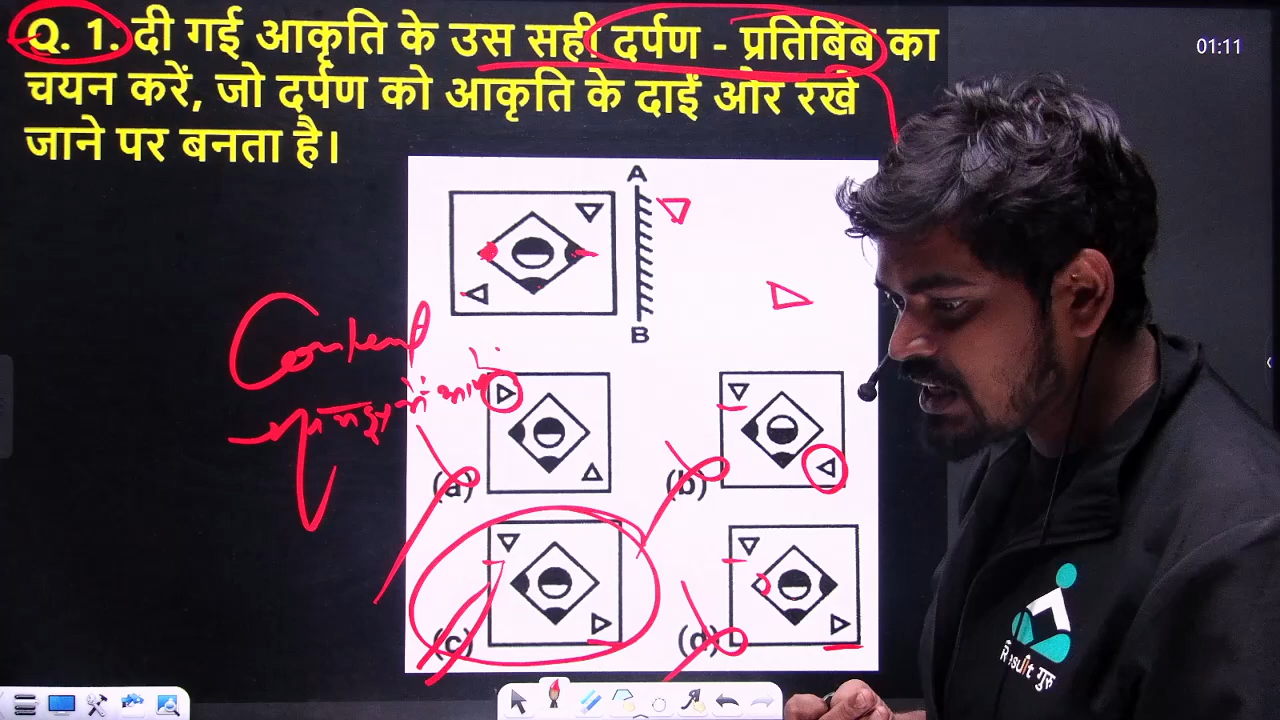 Q. 1. दी गई आकृति के उस सही दर्पण - प्रतिबिंब का
चयन करें, जो दर्पण को आकृति के दाईं ओर रखे
जाने पर बनता है।
01:11
A
B
Content
(a)
(b)
(c)
(d)
Result गुरु